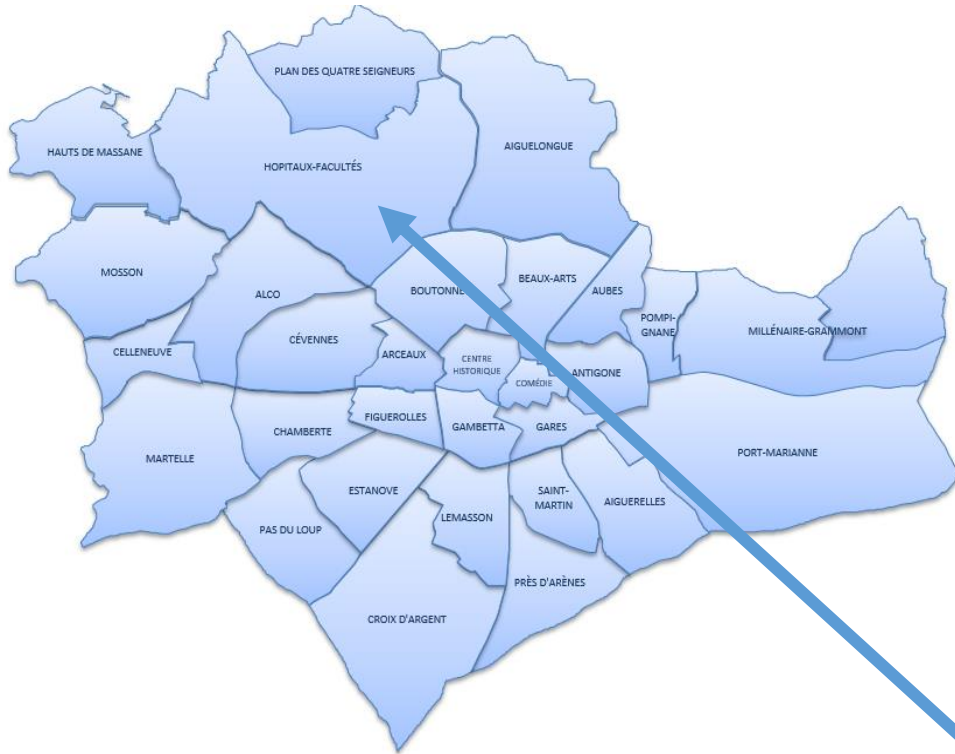 PLAN DES QUATRE SEIGNEURS
HAUTS DE MASSANE
HOPITAUX-FACULTÉS
AIGUELONGUE
MOSSON
ALCO
BOUTONNE
BEAUX-ARTS
AUBES
POMPI-
GNANE
MILLÉNAIRE-GRAMMONT
CELLENEUVE
CÉVENNES
ARCEAUX
CENTRE
HISTORIQUE
COMÉDIE
ANTIGONE
MARTELLE
CHAMBERTE
FIGUEROLLES
GAMBETTA
GARES
PORT-MARIANNE
ESTANOVE
PAS DU LOUP
LEMASSON
SAINT-
MARTIN
AIGUERELLES
PRÈS D'ARÈNES
CROIX D'ARGENT